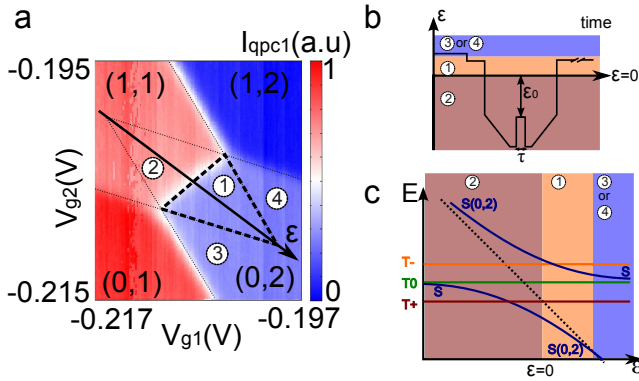 a
I_qpc1(a.u)
-0.195
(1,1)
(1,2)
1
2
1
4
3
ε
(0,1)
(0,2)
0
-0.215
-0.217
-0.197
V_g1(V)
V_g2(V)
b
ε
time
3 or 4
1
ε=0
2
ε₀
τ
c
E
2
1
3
or
4
S(0,2)
T-
S
T0
S
T+
S(0,2)
ε=0
ε